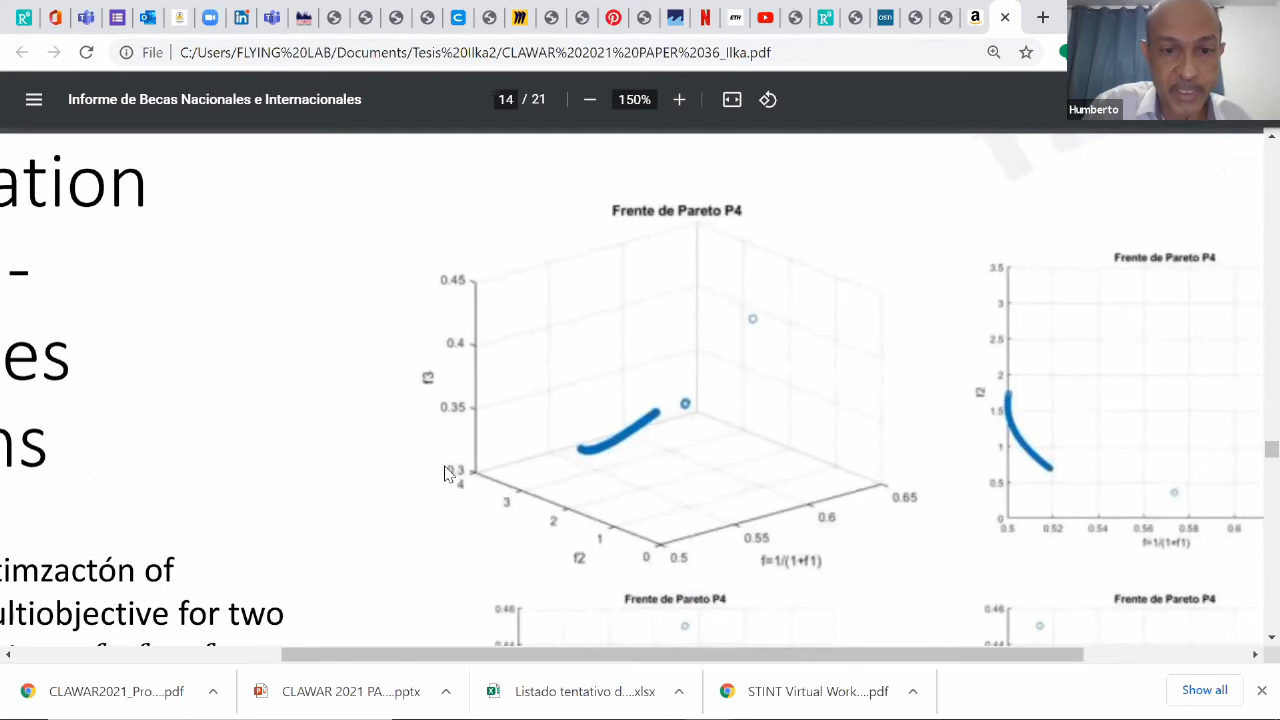 File
C:/Users/FLYING%20LAB/Documents/Tesis%20Ilka2/CLAWAR%202021%20PAPER%2036_Ilka.pdf
Informe de Becas Nacionales e Internacionales
14 / 21
150%
Humberto
ation
-
es
ns
timzactón of
ultiobjective for two
Frente de Pareto P4
0.45
0.4
0.35
f3
4
3
2
1
0
f2
0.5
0.55
0.6
0.65
f=1/(1+f1)
Frente de Pareto P4
3.5
3
2.5
2
1.5
1
0.5
0
f2
0.5
0.52
0.54
0.56
0.58
0.6
f=1/(1+f1)
Frente de Pareto P4
0.46
Frente de Pareto P4
0.46
0.44
CLAWAR2021_Pro....pdf
CLAWAR 2021 PA....pptx
Listado tentativo d....xlsx
STINT Virtual Work....pdf
Show all